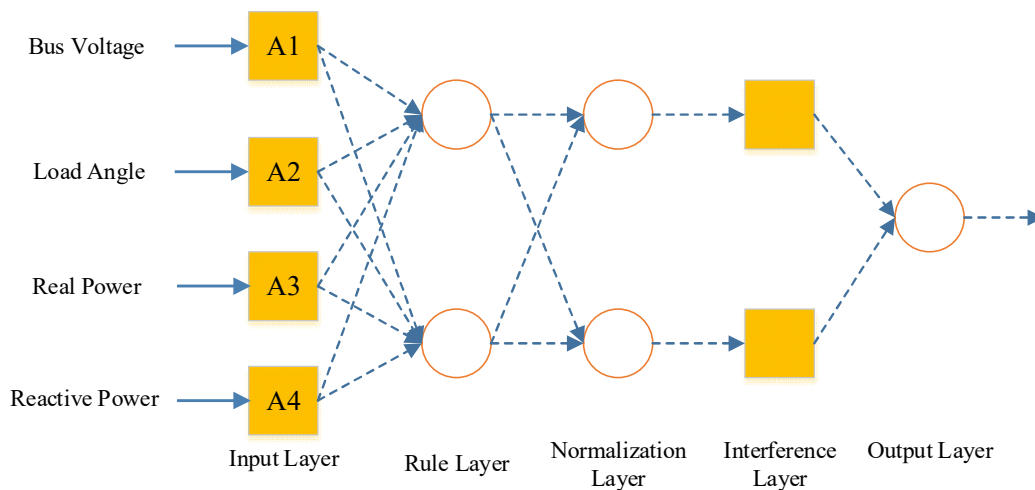 Bus Voltage
A1
Load Angle
A2
Real Power
A3
Reactive Power
A4
Input Layer
Rule Layer
Normalization
Layer
Interference
Layer
Output Layer